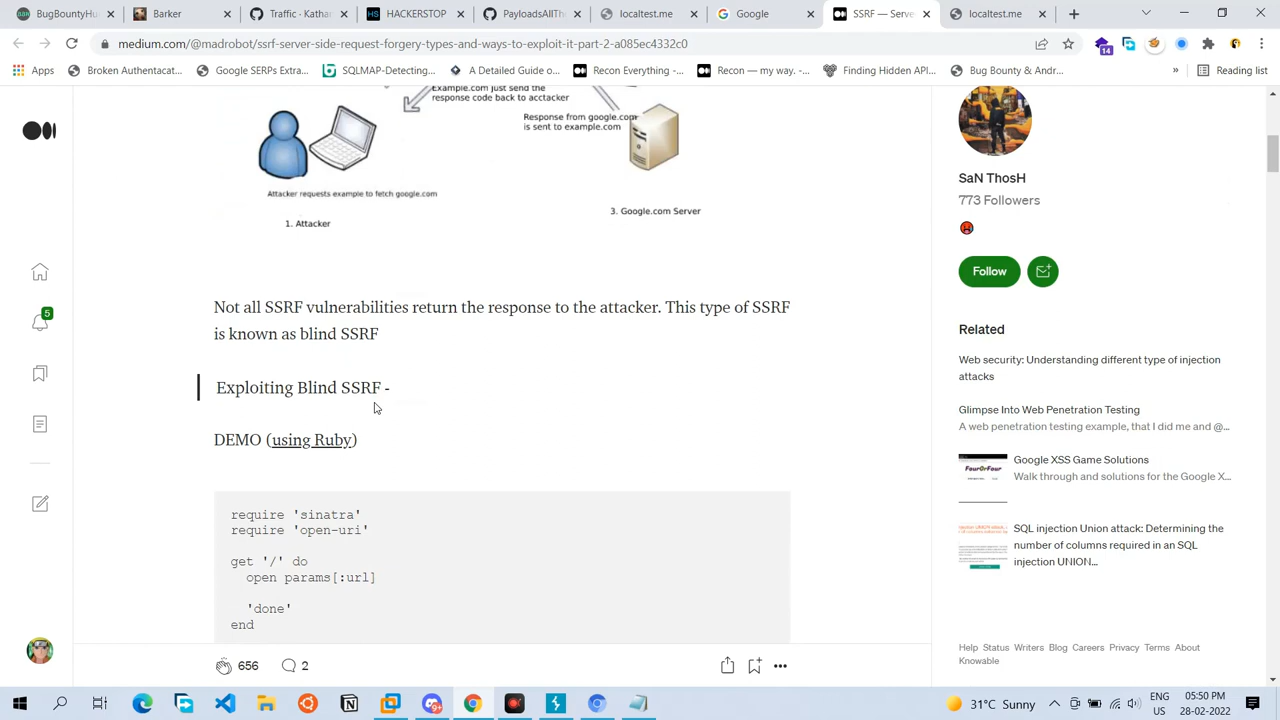 BugBountyHu
Barker
Traffic-cont
HACKERSTOP
HS
PayloadsAllThe
localtest.me
Google
SSRF — Serve
localtest.me
medium.com/@madrobot/ssrf-server-side-request-forgery-types-and-ways-to-exploit-it-part-2-a085ec4332c0
14
Apps
Broken Authentacat...
Google SERPs Extra...
SQLMAP-Detecting...
A Detailed Guide o...
Recon Everything -...
Recon — my way. -...
Finding Hidden API...
Bug Bounty & Andr...
»
Reading list
Example.com just send the
response code back to acctacker
Response from google.com
is sent to example.com
Attacker requests example to fetch google.com
1. Attacker
3. Google.com Server
Not all SSRF vulnerabilities return the response to the attacker. This type of SSRF
is known as blind SSRF
Exploiting Blind SSRF -
DEMO (using Ruby)
require 'sinatra'
require 'open-uri'
get '/' do
open params[:url]
'done'
end
656
2
5
SaN ThosH
773 Followers
Follow
Related
Web security: Understanding different type of injection
attacks
Glimpse Into Web Penetration Testing
A web penetration testing example, that I did me and @...
FourOrFour
Google XSS Game Solutions
Walk through and solutions for the Google X...
SQL injection Union attack: Determining the
number of columns required in an SQL
injection UNION...
Help Status Writers Blog Careers Privacy Terms About
Knowable
9+
31°C Sunny
ENG
US
05:50 PM
28-02-2022